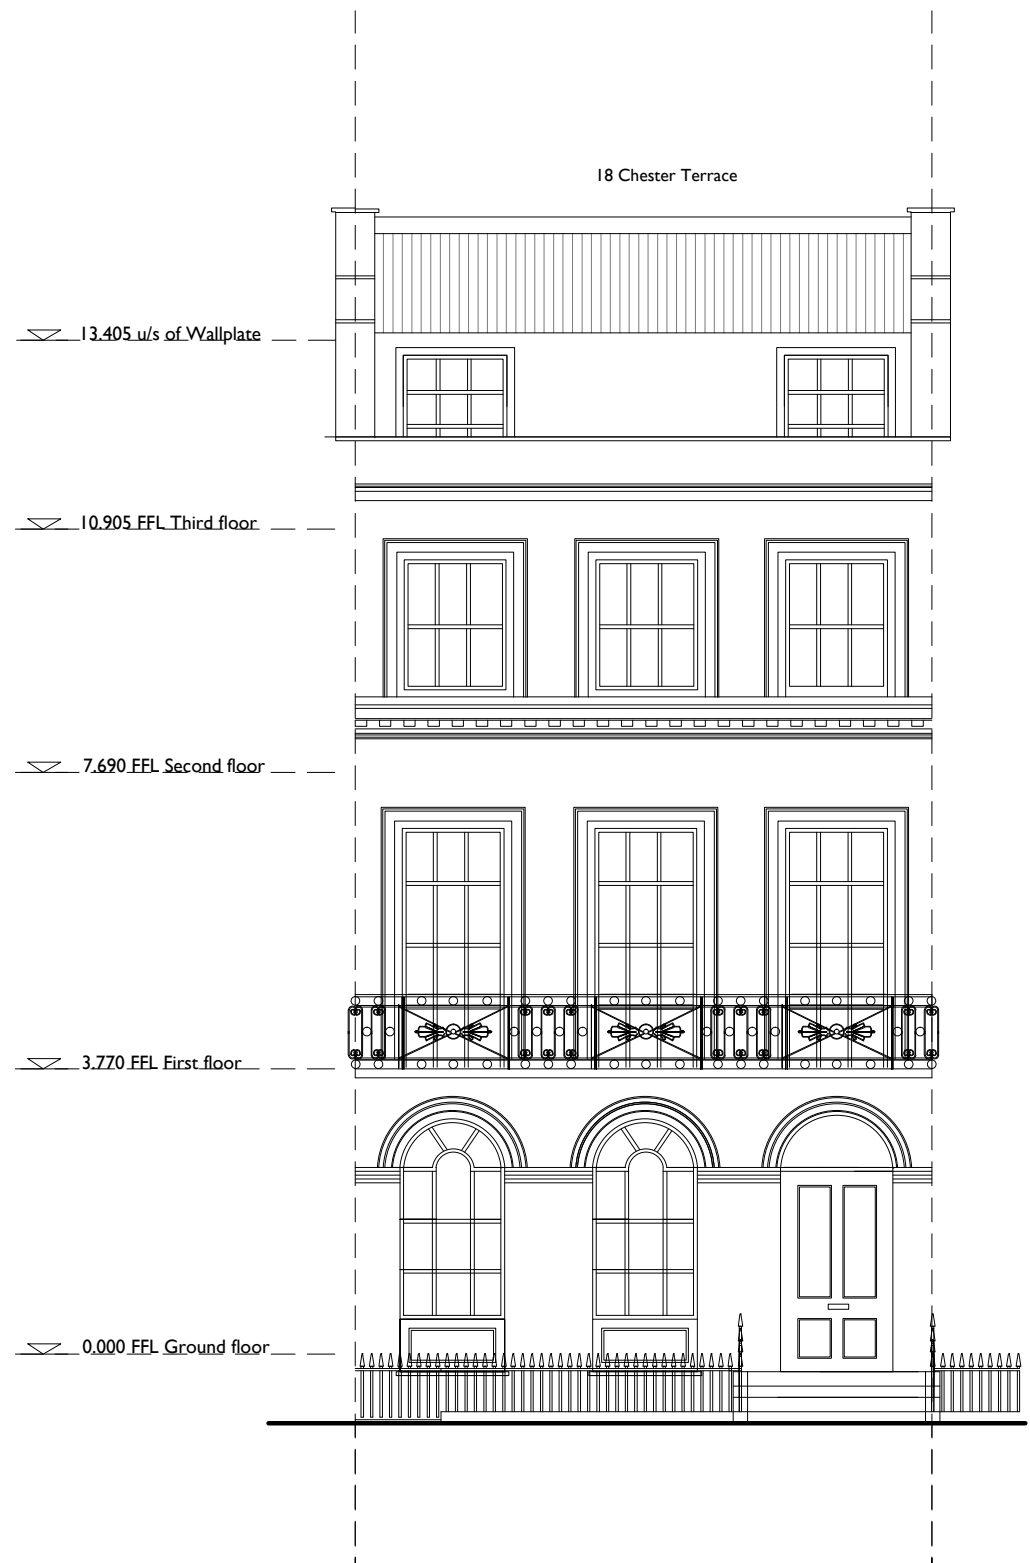 18 Chester Terrace
13.405 u/s of Wallplate
10.905 FFL Third floor
7.690 FFL Second floor
3.770 FFL First floor
0.000 FFL Ground floor